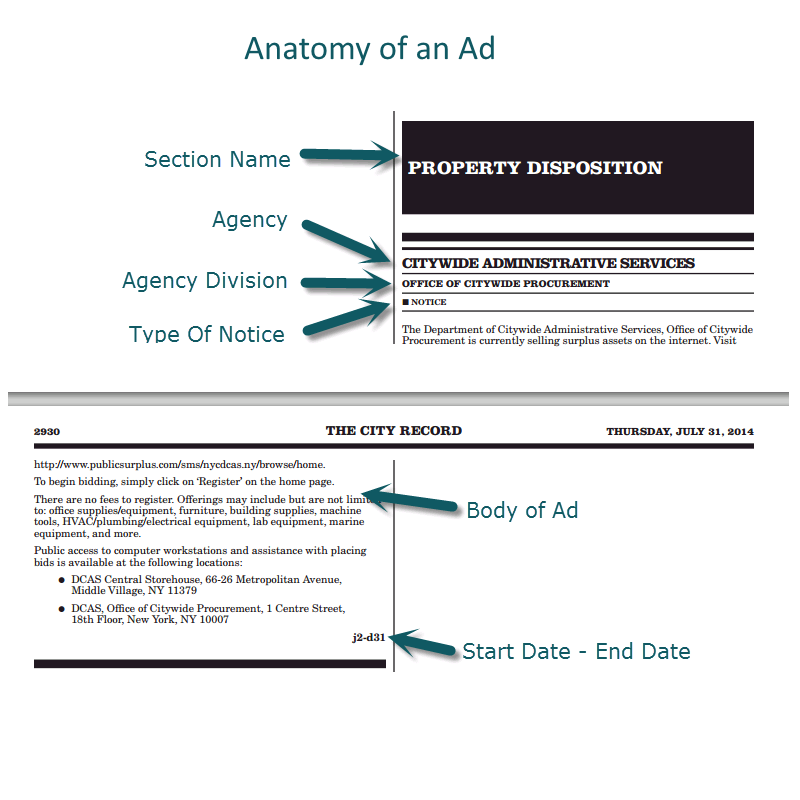 Anatomy of an Ad
Section Name
PROPERTY DISPOSITION
Agency
CITYWIDE ADMINISTRATIVE SERVICES
Agency Division
OFFICE OF CITYWIDE PROCUREMENT
Type Of Notice
■ NOTICE
The Department of Citywide Administrative Services, Office of Citywide
Procurement is currently selling surplus assets on the internet. Visit
2930
THE CITY RECORD
THURSDAY, JULY 31, 2014
http://www.publicsurplus.com/sms/nycdcas.ny/browse/home.
To begin bidding, simply click on ‘Register’ on the home page.
There are no fees to register. Offerings may include but are not limited
to: office supplies/equipment, furniture, building supplies, machine
tools, HVAC/plumbing/electrical equipment, lab equipment, marine
equipment, and more.
Body of Ad
Public access to computer workstations and assistance with placing
bids is available at the following locations:
● DCAS Central Storehouse, 66-26 Metropolitan Avenue,
Middle Village, NY 11379
● DCAS, Office of Citywide Procurement, 1 Centre Street,
18th Floor, New York, NY 10007
j2-d31
Start Date - End Date